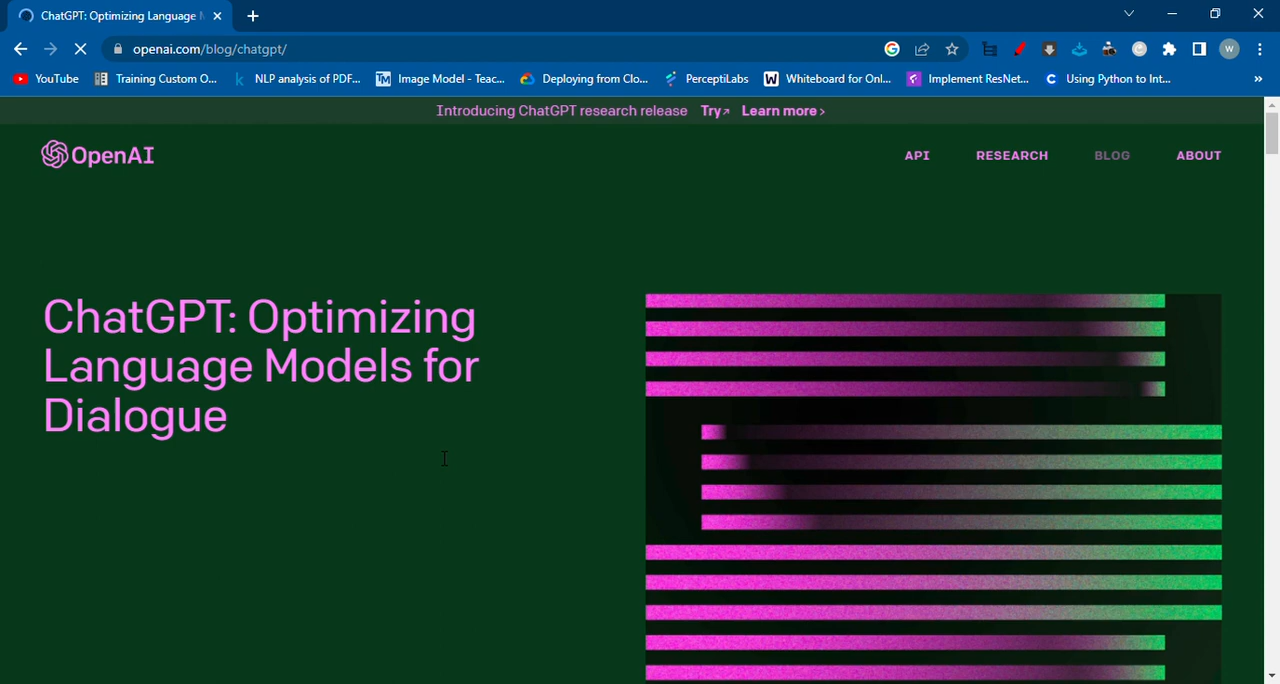 ChatGPT: Optimizing Language M
openai.com/blog/chatgpt/
W
YouTube
Training Custom O...
k
NLP analysis of PDF...
TM
Image Model - Teac...
Deploying from Clo...
PerceptiLabs
W
Whiteboard for Onl...
Implement ResNet...
C
Using Python to Int...
»
Introducing ChatGPT research release Try↗ Learn more ›
OpenAI
API
RESEARCH
BLOG
ABOUT
ChatGPT: Optimizing
Language Models for
Dialogue